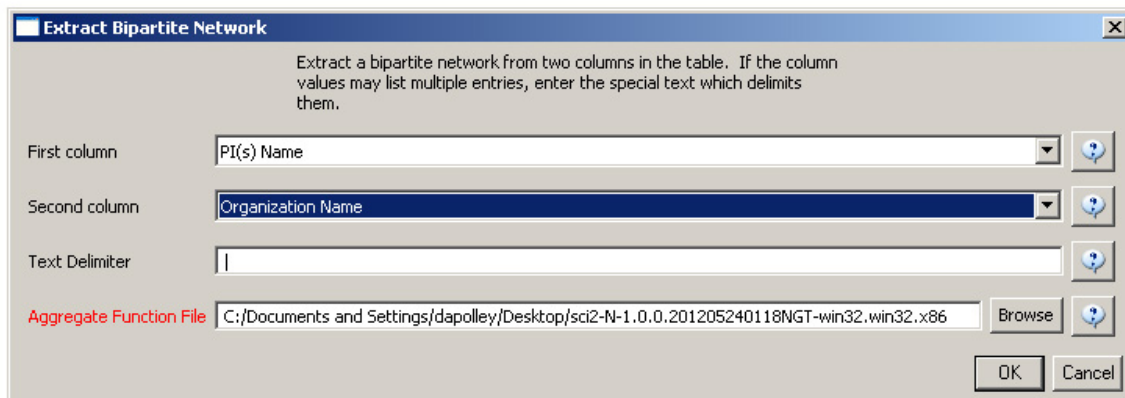 Extract Bipartite Network
Extract a bipartite network from two columns in the table. If the column
values may list multiple entries, enter the special text which delimits
them.
First column PI(s) Name
Second column Organization Name
Text Delimiter |
Aggregate Function File C:/Documents and Settings/dapolley/Desktop/sci2-N-1.0.0.201205240118NGT-win32.win32.x86 Browse
OK Cancel